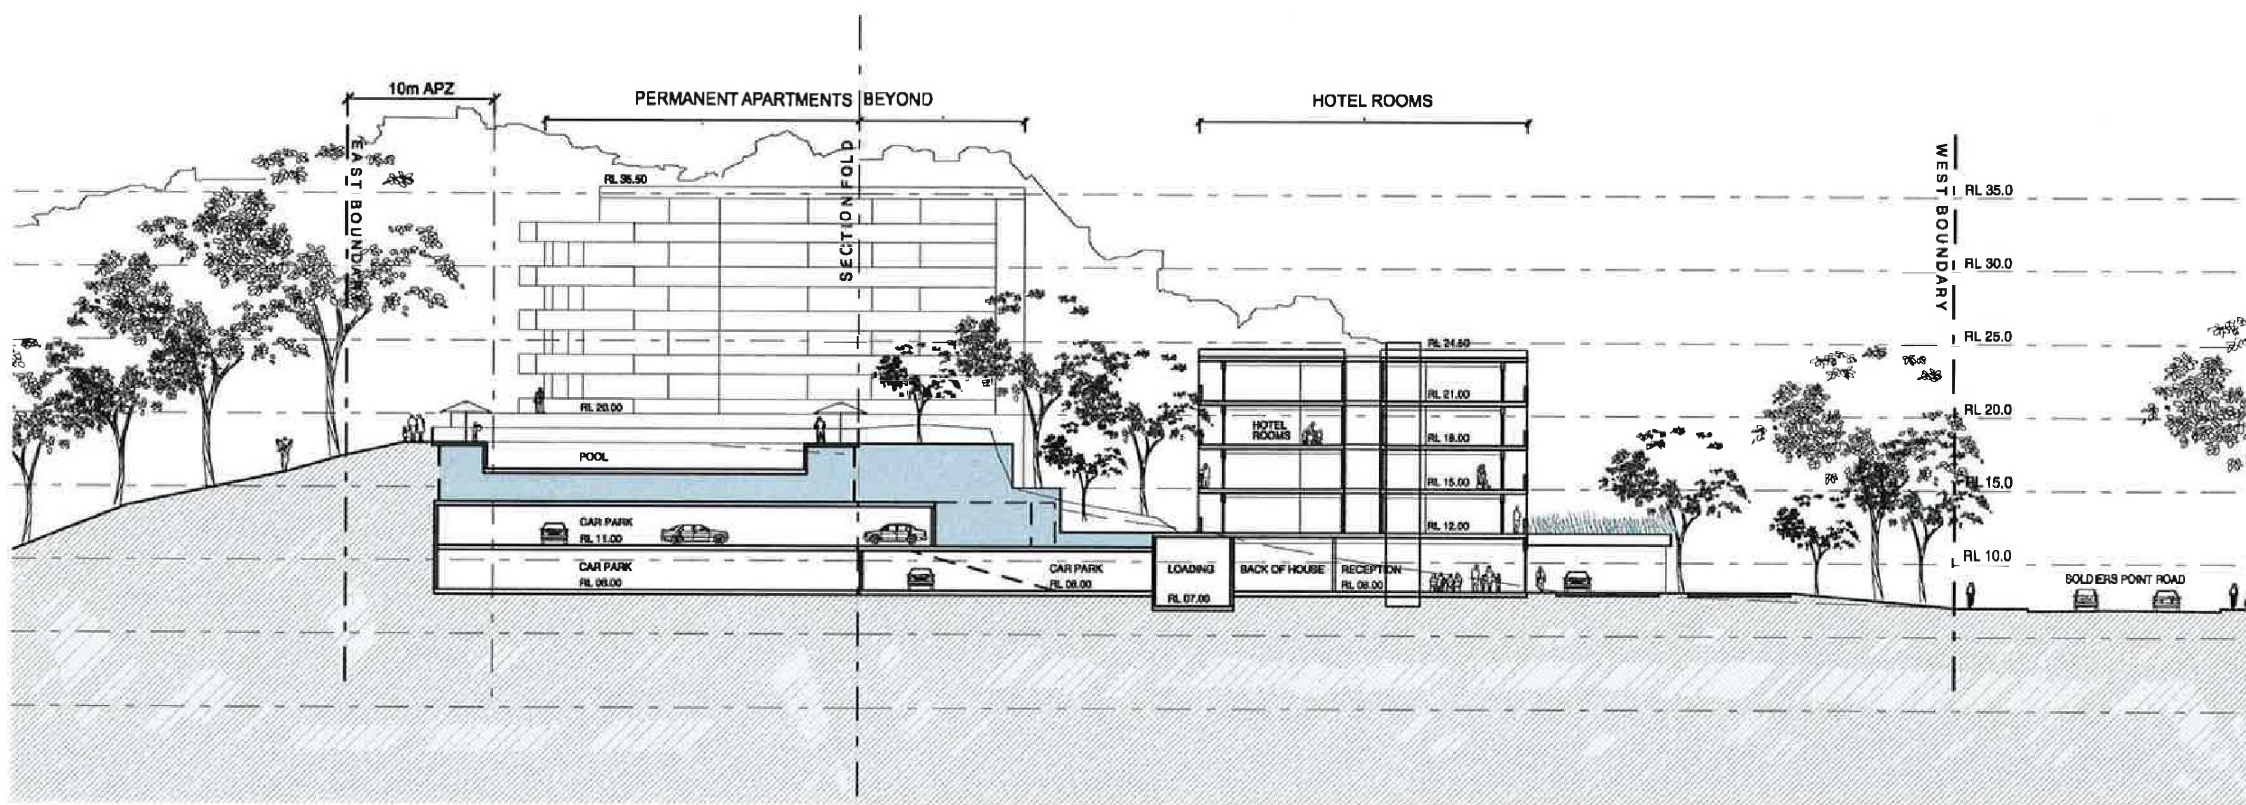 10m APZ
PERMANENT APARTMENTS BEYOND
HOTEL ROOMS
EAST BOUNDARY
SECTION FOLD
WEST BOUNDARY
RL 35.50
RL 35.0
RL 30.0
RL 25.0
RL 24.50
RL 21.00
RL 20.00
RL 20.0
HOTEL
ROOMS
RL 18.00
POOL
RL 15.00
RL 15.0
CAR PARK
RL 11.00
RL 12.00
RL 10.0
CAR PARK
RL 08.00
CAR PARK
RL 08.00
LOADING
RL 07.00
BACK OF HOUSE
RECEPTION
RL 08.00
SOLDIERS POINT ROAD